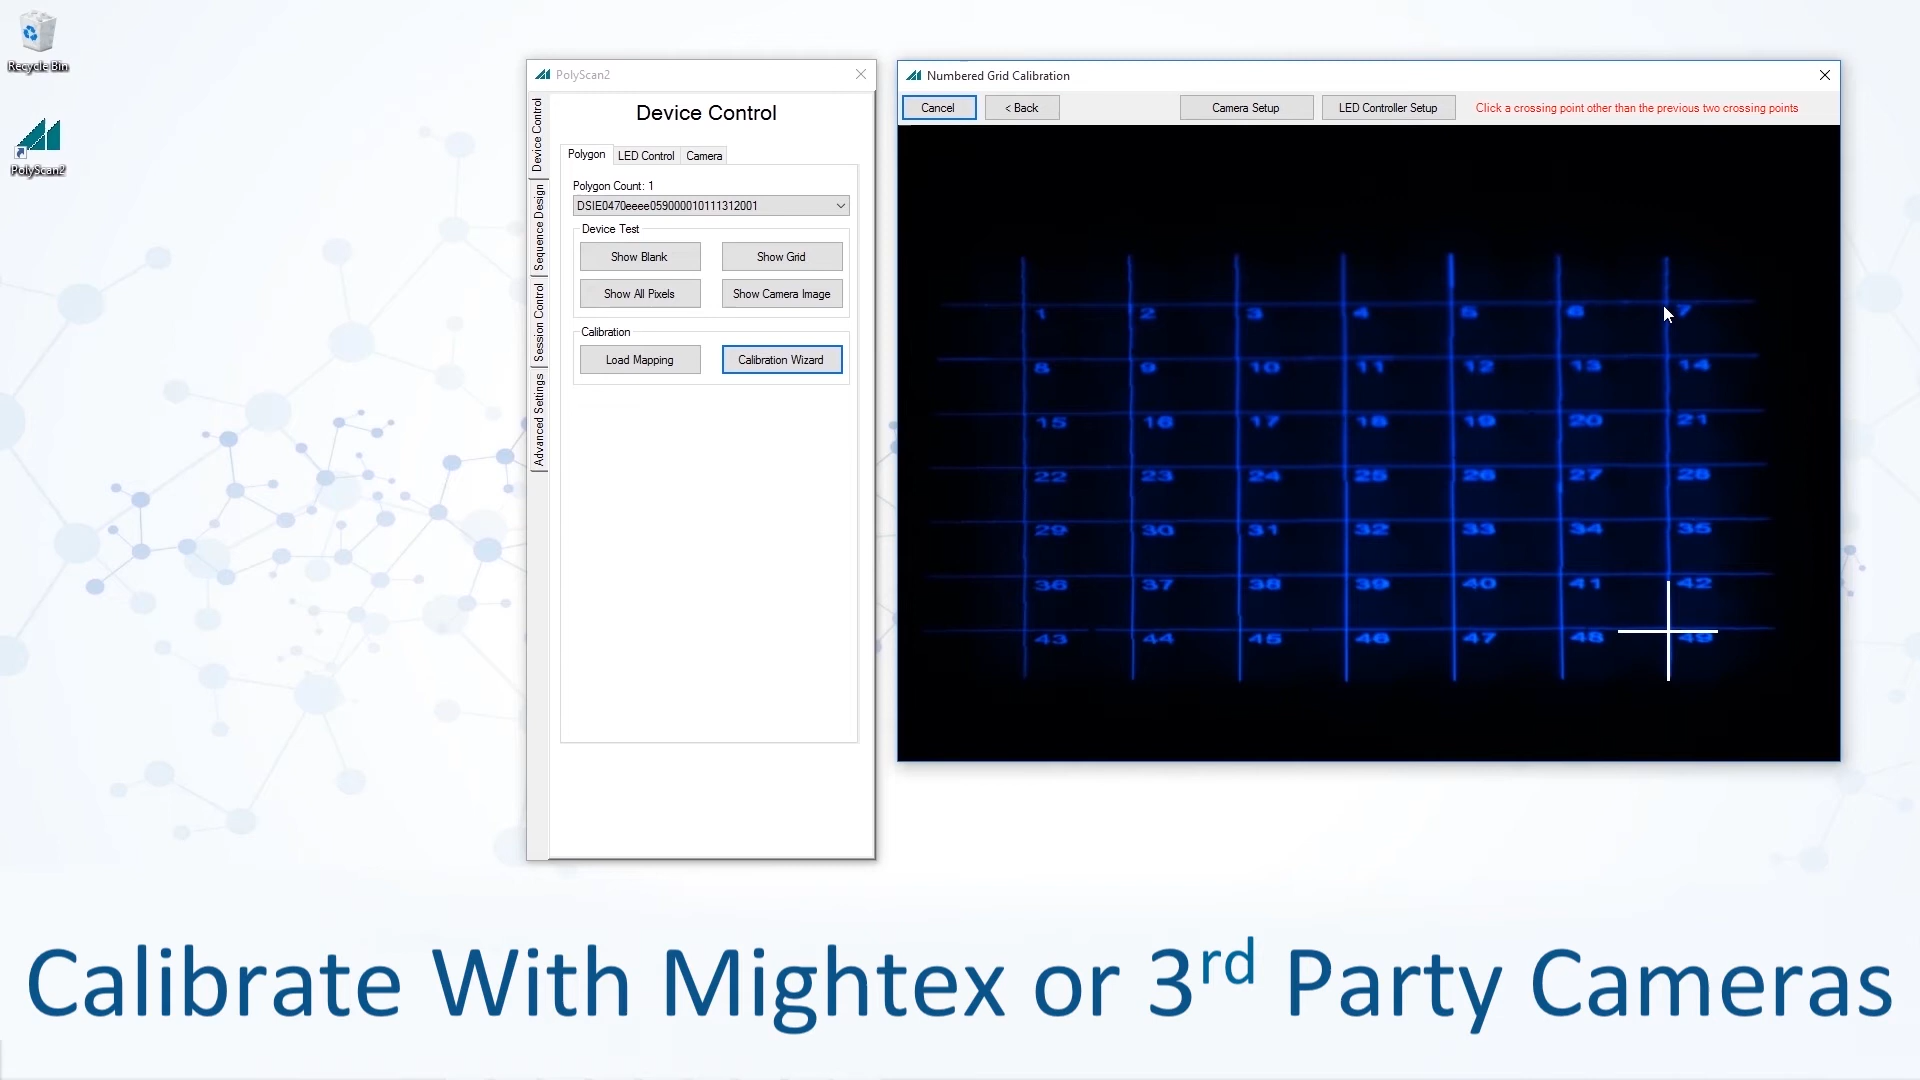 Recycle Bin
PolyScan2
PolyScan2
Device Control
Sequence Design
Session Control
Advanced Settings
Device Control
Polygon LED Control Camera
Polygon Count: 1
DSIE0470eeee059000010111312001
Device Test
Show Blank Show Grid
Show All Pixels Show Camera Image
Calibration
Load Mapping Calibration Wizard
Numbered Grid Calibration
Cancel < Back Camera Setup LED Controller Setup Click a crossing point other than the previous two crossing points
1 2 3 4 5 6 7
8 9 10 11 12 13 14
15 16 17 18 19 20 21
22 23 24 25 26 27 28
29 30 31 32 33 34 35
36 37 38 39 40 41 42
43 44 45 46 47 48 49
Calibrate With Mightex or 3rd Party Cameras